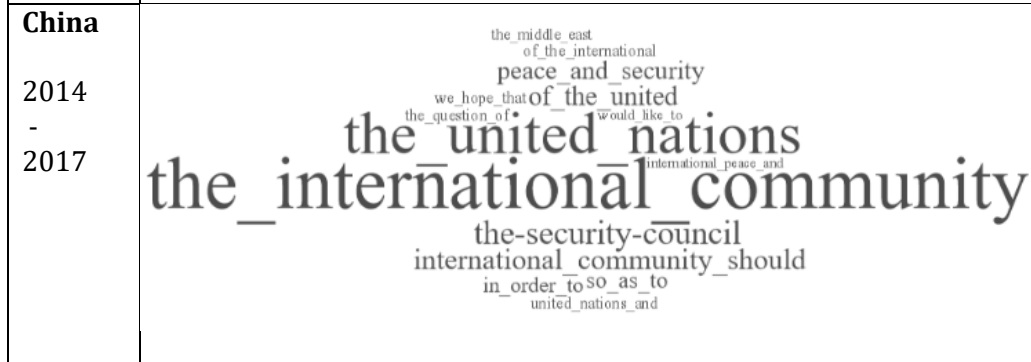 China
2014
-
2017
the_middle_east
of_the_international
peace_and_security
we_hope_that of_the_united
the_question_of would_like_to
the_united_nations
international_peace_and
the_international_community
the-security-council
international_community_should
in_order_to so_as_to
united_nations_and